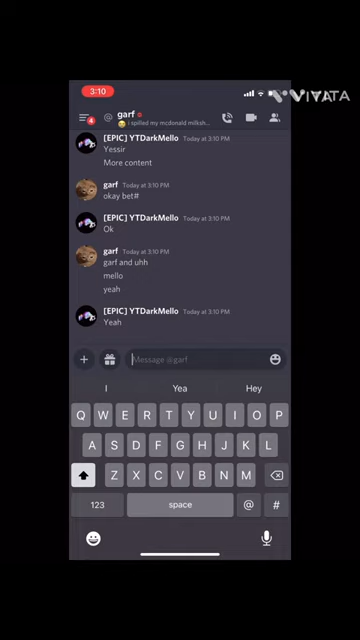 3:10
VIVATA
4
@ garf
😭 i spilled my mcdonald milksh...
[EPIC] YTDarkMello Today at 3:10 PM
Yessir
More content
garf Today at 3:10 PM
okay bet#
[EPIC] YTDarkMello Today at 3:10 PM
Ok
garf Today at 3:10 PM
garf and uhh
mello
yeah
[EPIC] YTDarkMello Today at 3:10 PM
Yeah
Message @garf
I Yea Hey
Q W E R T Y U I O P
A S D F G H J K L
Z X C V B N M
123 space @ #